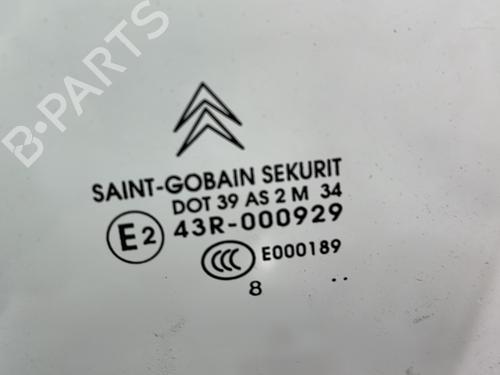 B-PARTS
SAINT-GOBAIN SEKURIT
DOT 39 AS 2 M 34
E2 43R-000929
CCC E000189
8 ..